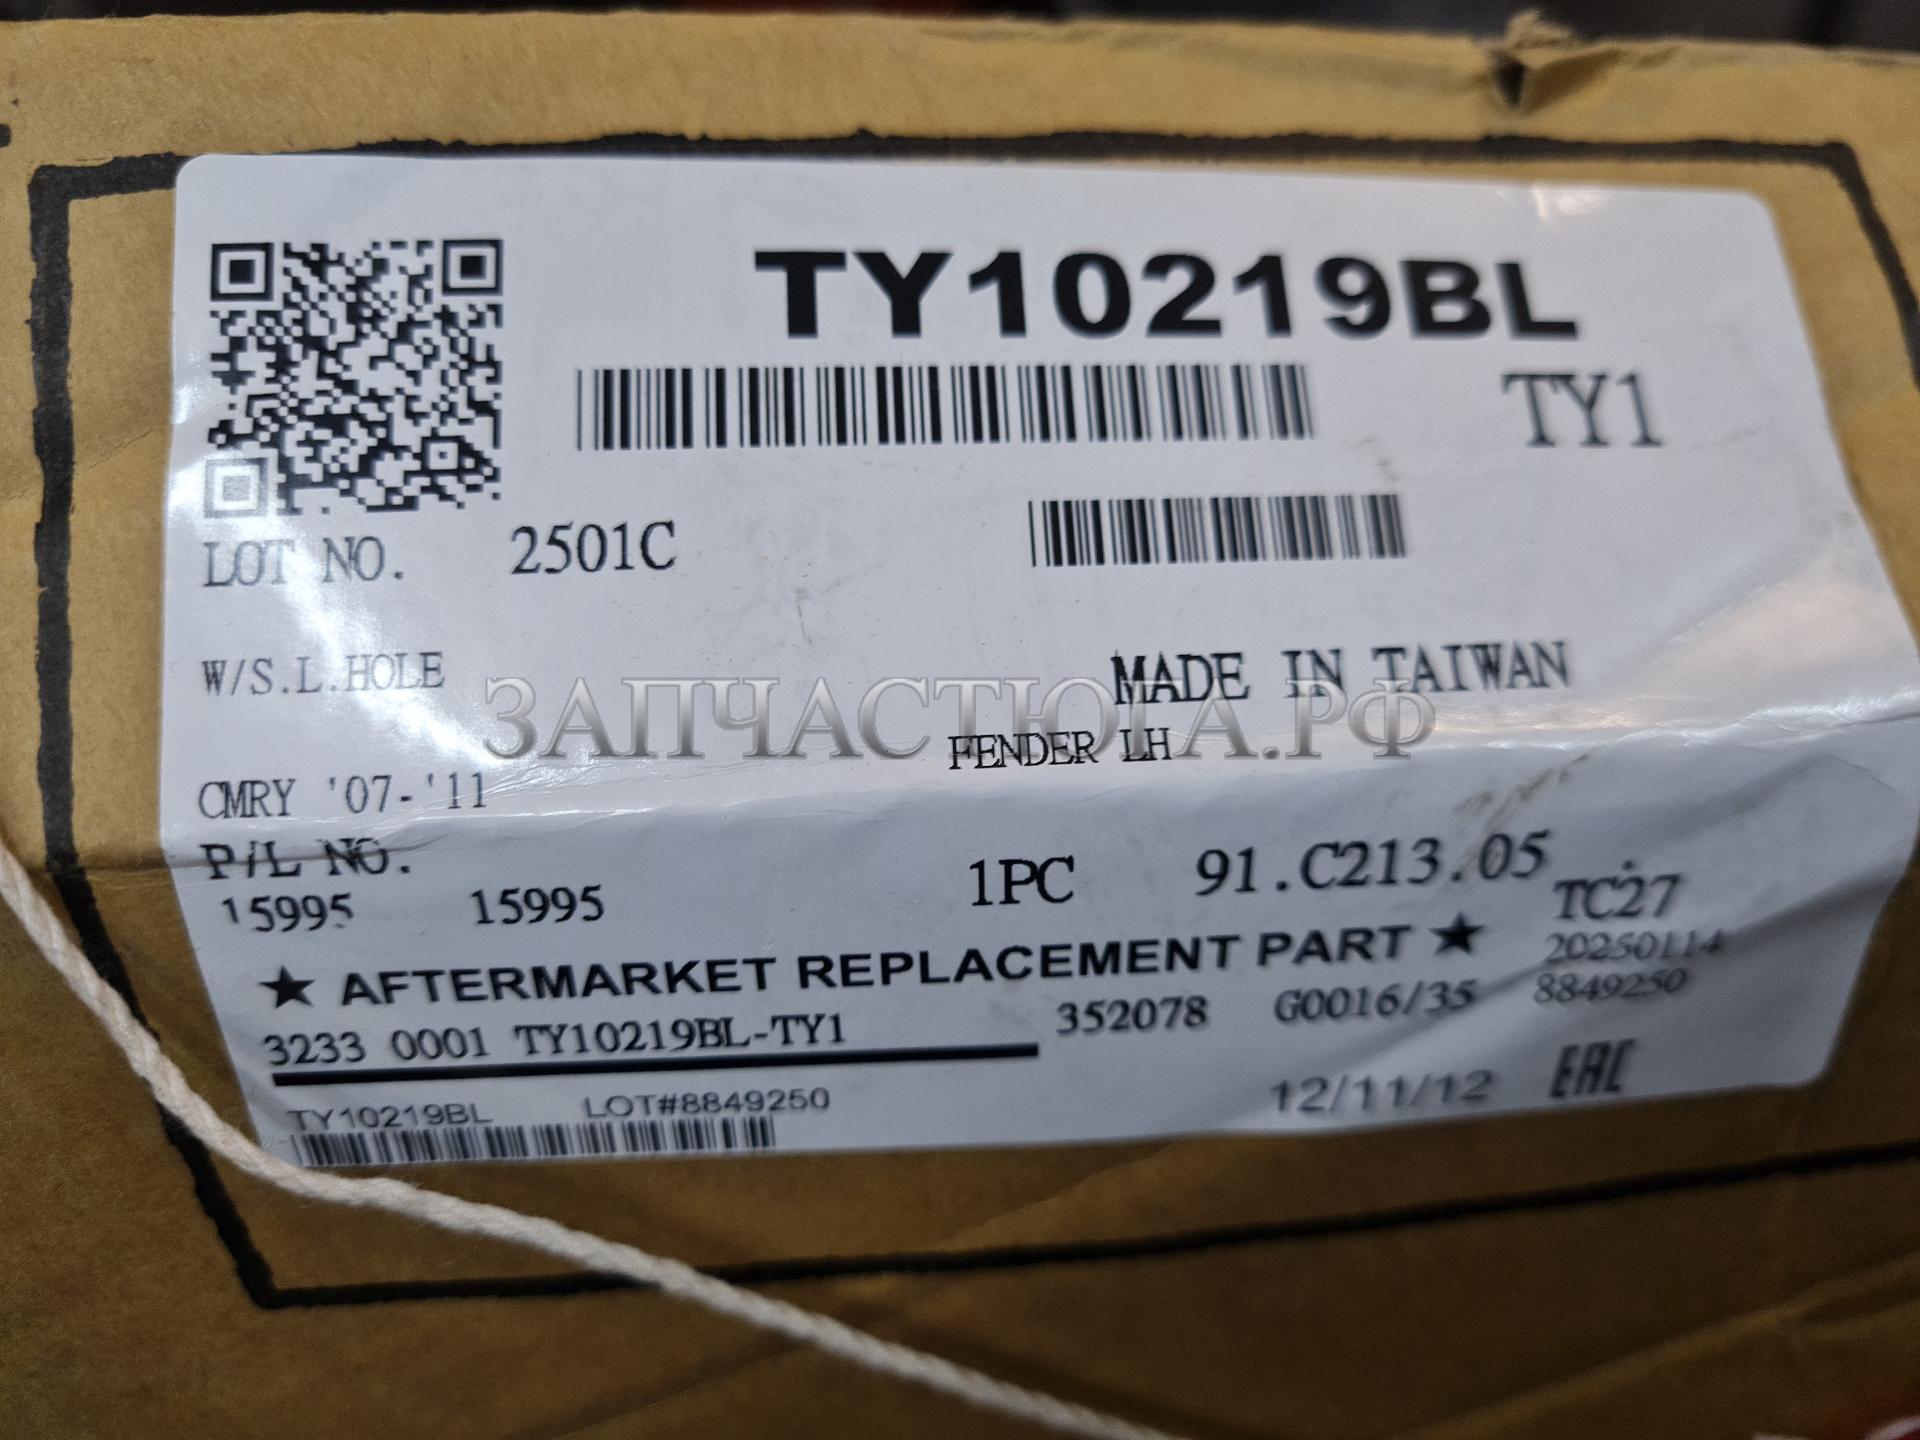 TY10219BL
TY1
LOT NO. 2501C
W/S.L.HOLE
MADE IN TAIWAN
ЗАПЧАСТЮГА.РФ
FENDER LH
CMRY '07-'11
P/L NO.
15995 15995 1PC 91.C213.05
TC27
★ AFTERMARKET REPLACEMENT PART ★
20250114
3233 0001 TY10219BL-TY1 352078 G0016/35 8849250
TY10219BL LOT#8849250 12/11/12 EAC